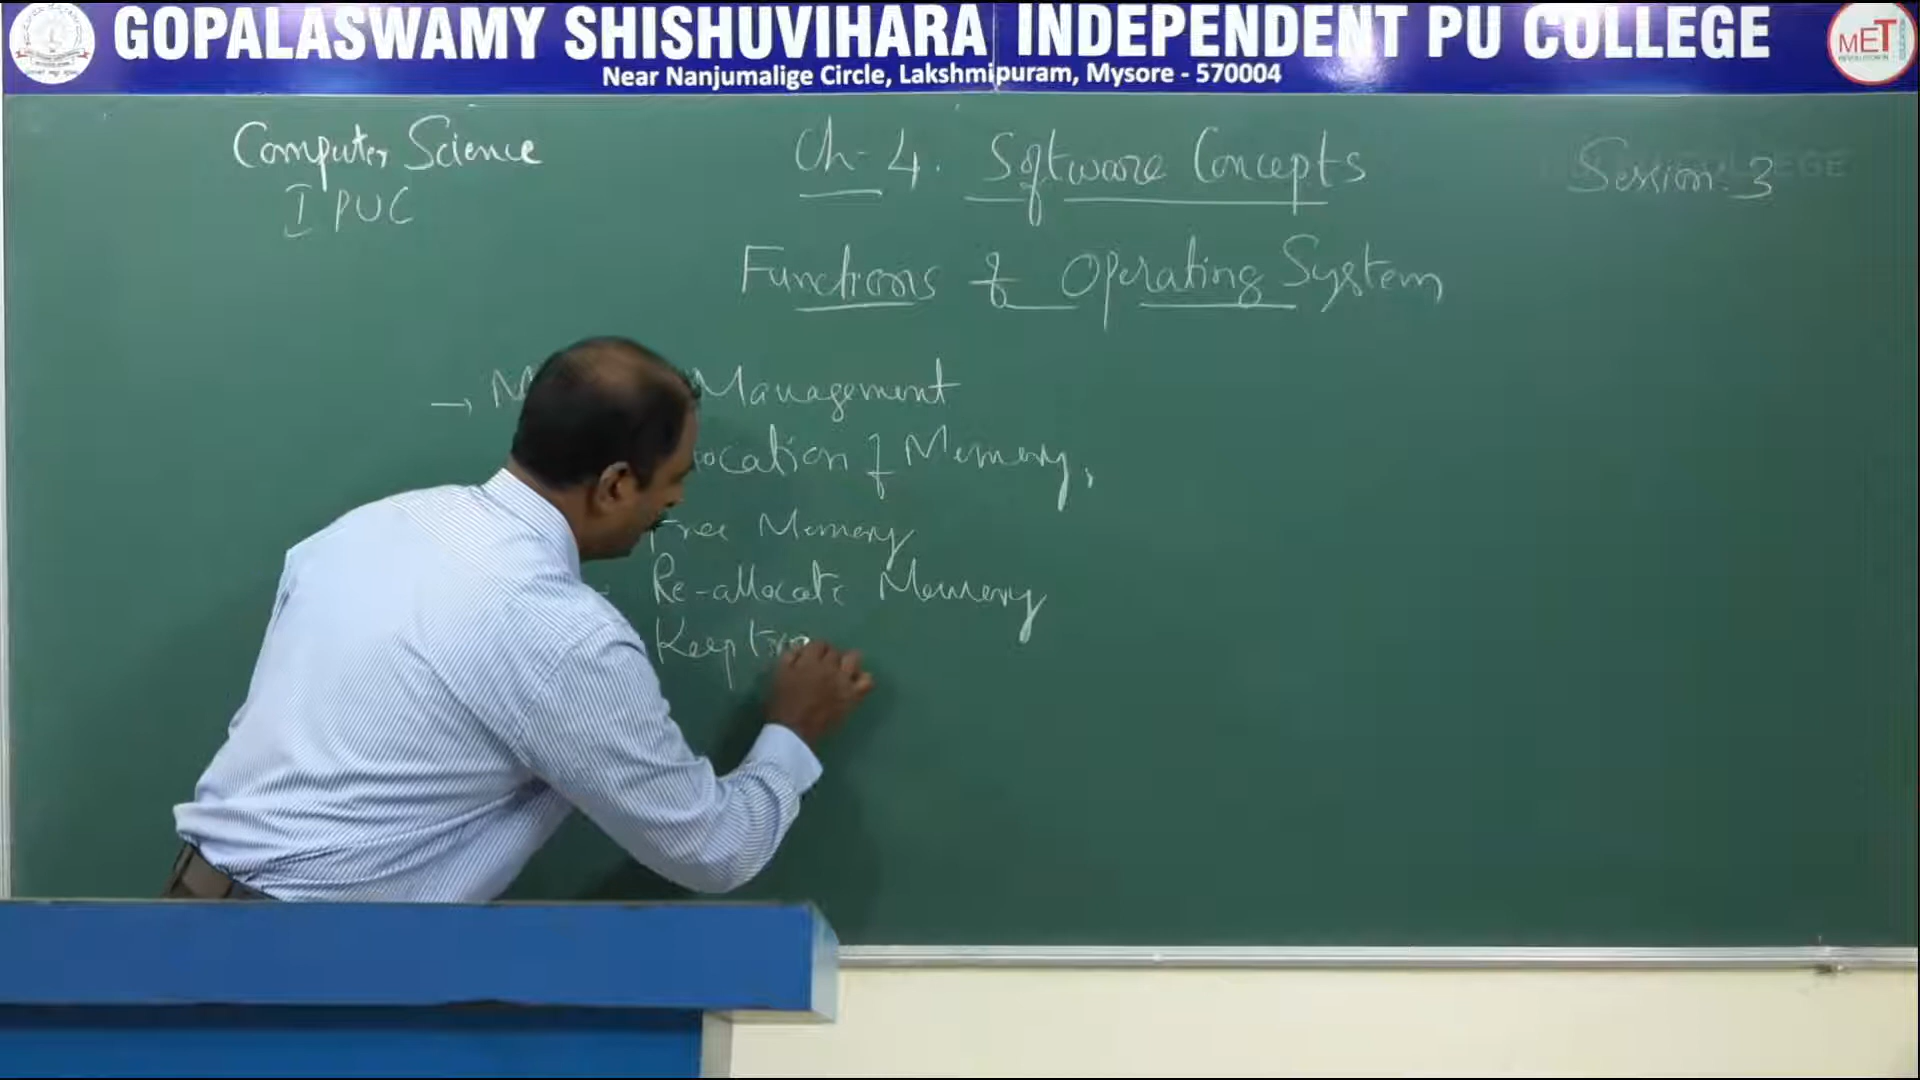 GOPALASWAMY SHISHUVIHARA INDEPENDENT PU COLLEGE
Near Nanjumalige Circle, Lakshmipuram, Mysore - 570004
MET
Computer Science
I PUC
Ch- 4. Software Concepts
Session: 3
Functions of Operating System
→ M Management
ocation of Memory,
Free Memory
Re-allocate Memory
Keep